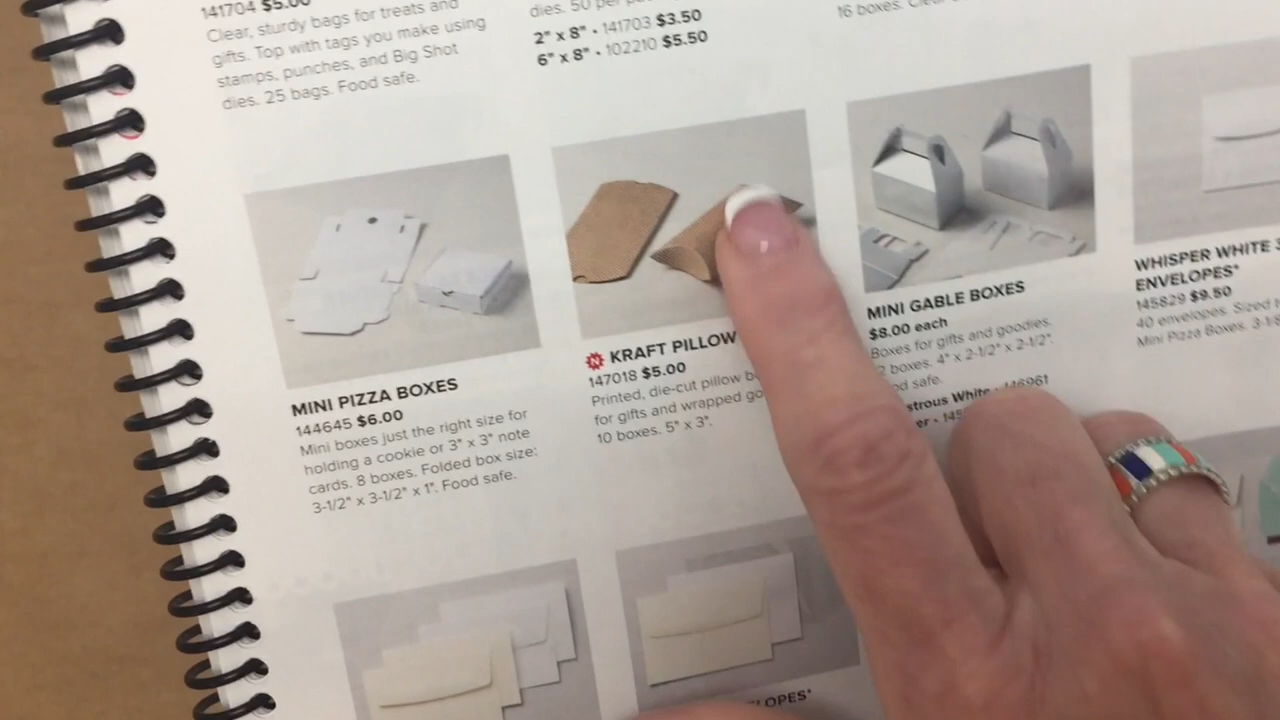 141704 $5.00
Clear, sturdy bags for treats and
gifts. Top with tags you make using
stamps, punches, and Big Shot
dies. 25 bags. Food safe.
dies. 50 per
2" x 8" • 141703 $3.50
6" x 8" • 102210 $5.50
16 boxes.
MINI PIZZA BOXES
144645 $6.00
Mini boxes just the right size for
holding a cookie or 3" x 3" note
cards. 8 boxes. Folded box size:
3-1/2" x 3-1/2" x 1". Food safe.
N KRAFT PILLOW
147018 $5.00
Printed, die-cut pillow
for gifts and wrapped
10 boxes. 5" x 3".
MINI GABLE BOXES
$8.00 each
Boxes for gifts and goodies.
boxes. 4" x 2-1/2" x 2-1/2".
safe.
White • 146961
WHISPER WHITE
ENVELOPES*
145829 $9.50
40 envelopes. Sized
Mini Pizza Boxes.